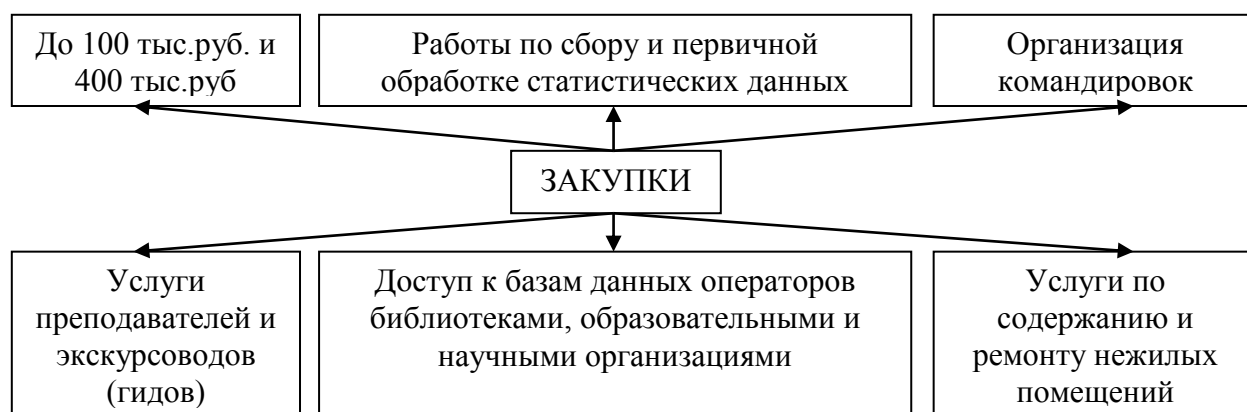 До 100 тыс.руб. и
400 тыс.руб
Работы по сбору и первичной
обработке статистических данных
Организация
командировок
ЗАКУПКИ
Услуги
преподавателей и
экскурсоводов
(гидов)
Доступ к базам данных операторов
библиотеками, образовательными и
научными организациями
Услуги по
содержанию и
ремонту нежилых
помещений